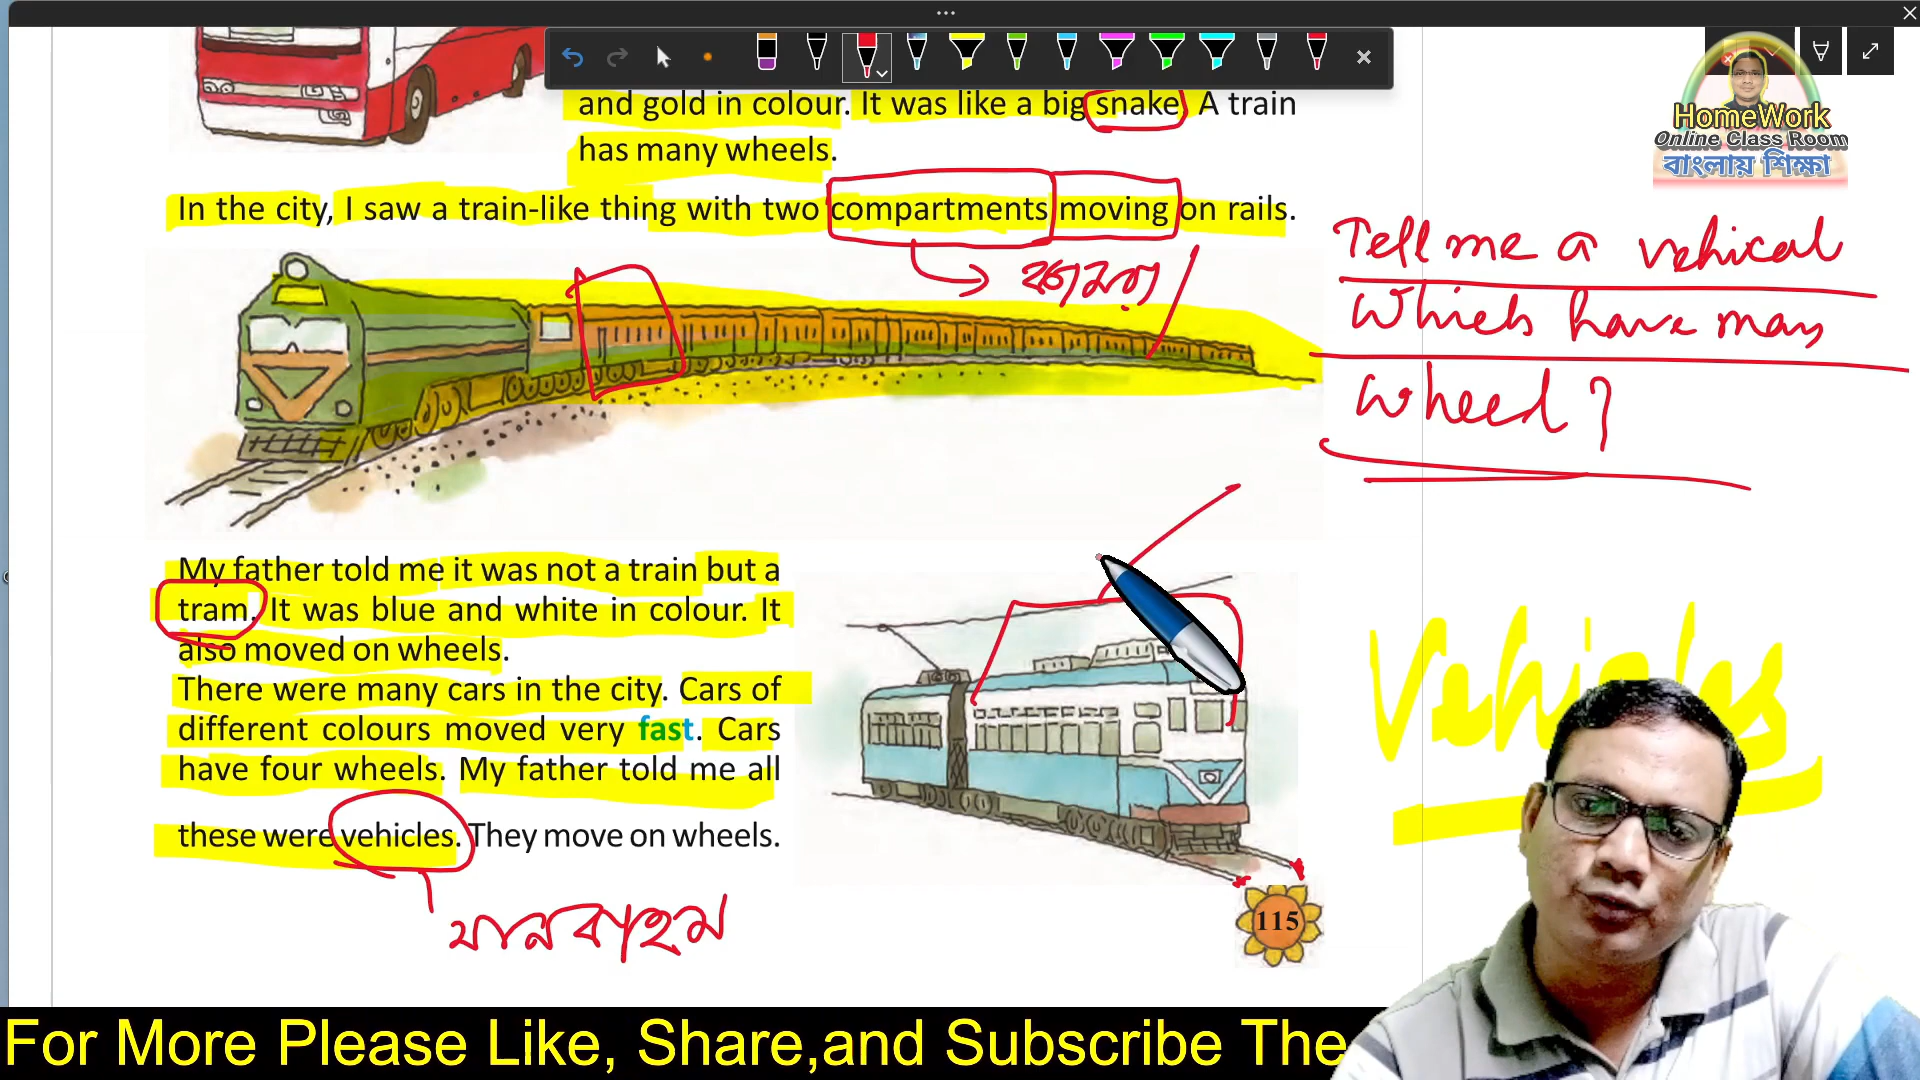 and gold in colour. It was like a big snake. A train
has many wheels.
In the city, I saw a train-like thing with two compartments moving on rails.
কামরা
Tell me a vehical
which have many
wheel?
My father told me it was not a train but a
tram. It was blue and white in colour. It
also moved on wheels.
There were many cars in the city. Cars of
different colours moved very fast. Cars
have four wheels. My father told me all
these were vehicles. They move on wheels.
যানবাহন
Vehicles
115
HomeWork
Online Class Room
বাংলায় শিক্ষা
For More Please Like, Share,and Subscribe The